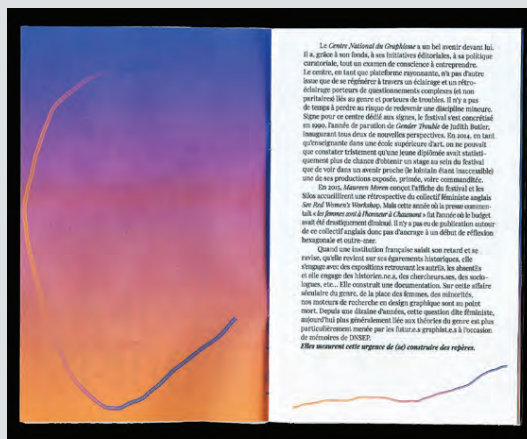 Le Centre National du Graphisme a un bel avenir devant lui.
Il a, grâce à son fonds, à ses initiatives éditoriales, à sa politique
curatoriale, tout un examen de conscience à entreprendre.
Le centre, en tant que plateforme rayonnante, n'a pas d'autre
issue que de se régénérer à travers un éclairage et un rétro-
éclairage porteurs de questionnements complexes (et non
paritaires) liés au genre et porteurs de troubles. Il n'y a pas
de temps à perdre au risque de redevenir une discipline mineure.
Signe pour ce centre dédié aux signes, le festival s'est concrétisé
en 1990, l'année de parution de Gender Trouble de Judith Butler,
inaugurant tous deux de nouvelles perspectives. En 2014, en tant
qu'enseignante dans une école supérieure d'art, on ne pouvait
que constater tristement qu'une jeune diplômée avait statisti-
quement plus de chance d'obtenir un stage au sein du festival
que de voir dans un avenir proche (le lointain étant inaccessible)
une de ses productions exposée, primée, voire commanditée.
En 2015, Maureen Moren conçut l'affiche du festival et les
Silos accueillirent une rétrospective du collectif féministe anglais
See Red Women's Workshop. Mais cette année où la presse commen-
tait « les femmes sont à l'honneur à Chaumont » fut l'année où le budget
avait été drastiquement diminué. Il n'y a pas eu de publication autour
de ce collectif anglais donc pas d'ancrage à un début de réflexion
hexagonale et outre-mer.
Quand une institution française saisit son retard et se
revise, qu'elle revient sur ses égarements historiques, elle
s'engage avec des expositions retrouvant les autrEs, les absentEs
et elle engage des historien.ne.s, des chercheurs.ses, des socio-
logues, etc... Elle construit une documentation. Sur cette affaire
séculaire du genre, de la place des femmes, des minorités,
nos moteurs de recherche en design graphique sont au point
mort. Depuis une dizaine d'années, cette question dite féministe,
aujourd'hui plus généralement liée aux théories du genre est plus
particulièrement menée par les futur.e.s graphist.e.s à l'occasion
de mémoires de DNSEP.
Elles mesurent cette urgence de (se) construire des repères.